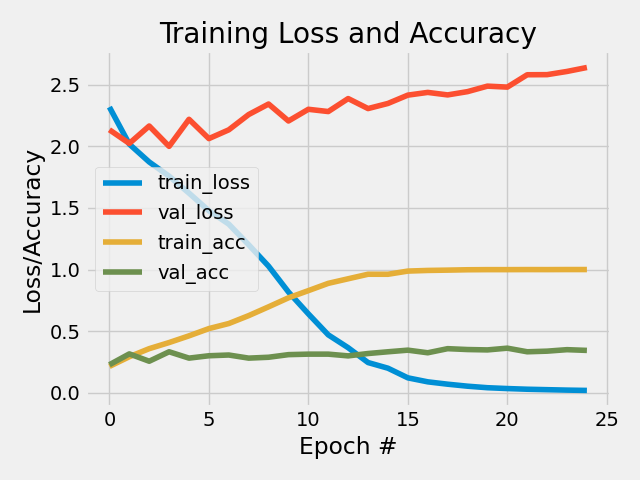 Training Loss and Accuracy
Loss/Accuracy
2.5
2.0
1.5
1.0
0.5
0.0
train_loss
val_loss
train_acc
val_acc
0 5 10 15 20 25
Epoch #